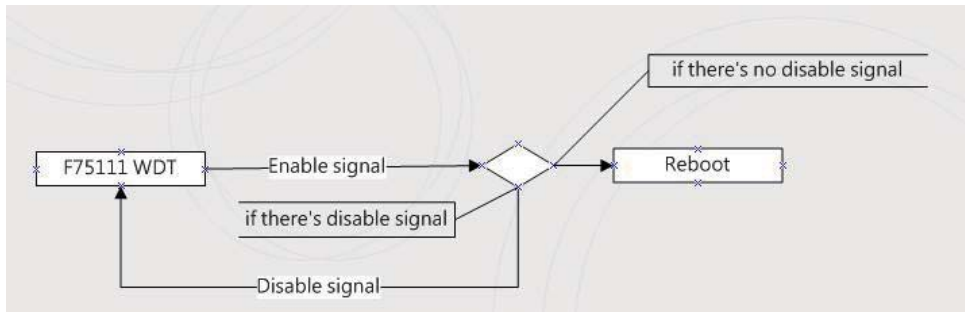 if there's no disable signal
F75111 WDT
Enable signal
Reboot
if there's disable signal
Disable signal